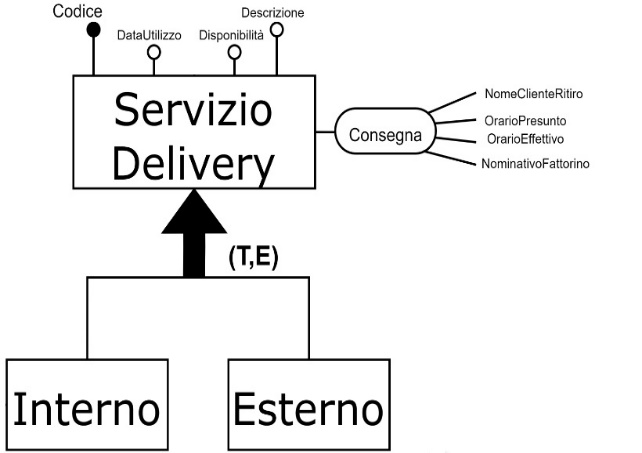 Codice
DataUtilizzo
Disponibilità
Descrizione
Servizio
Delivery
Consegna
NomeClienteRitiro
OrarioPresunto
OrarioEffettivo
NominativoFattorino
(T,E)
Interno
Esterno